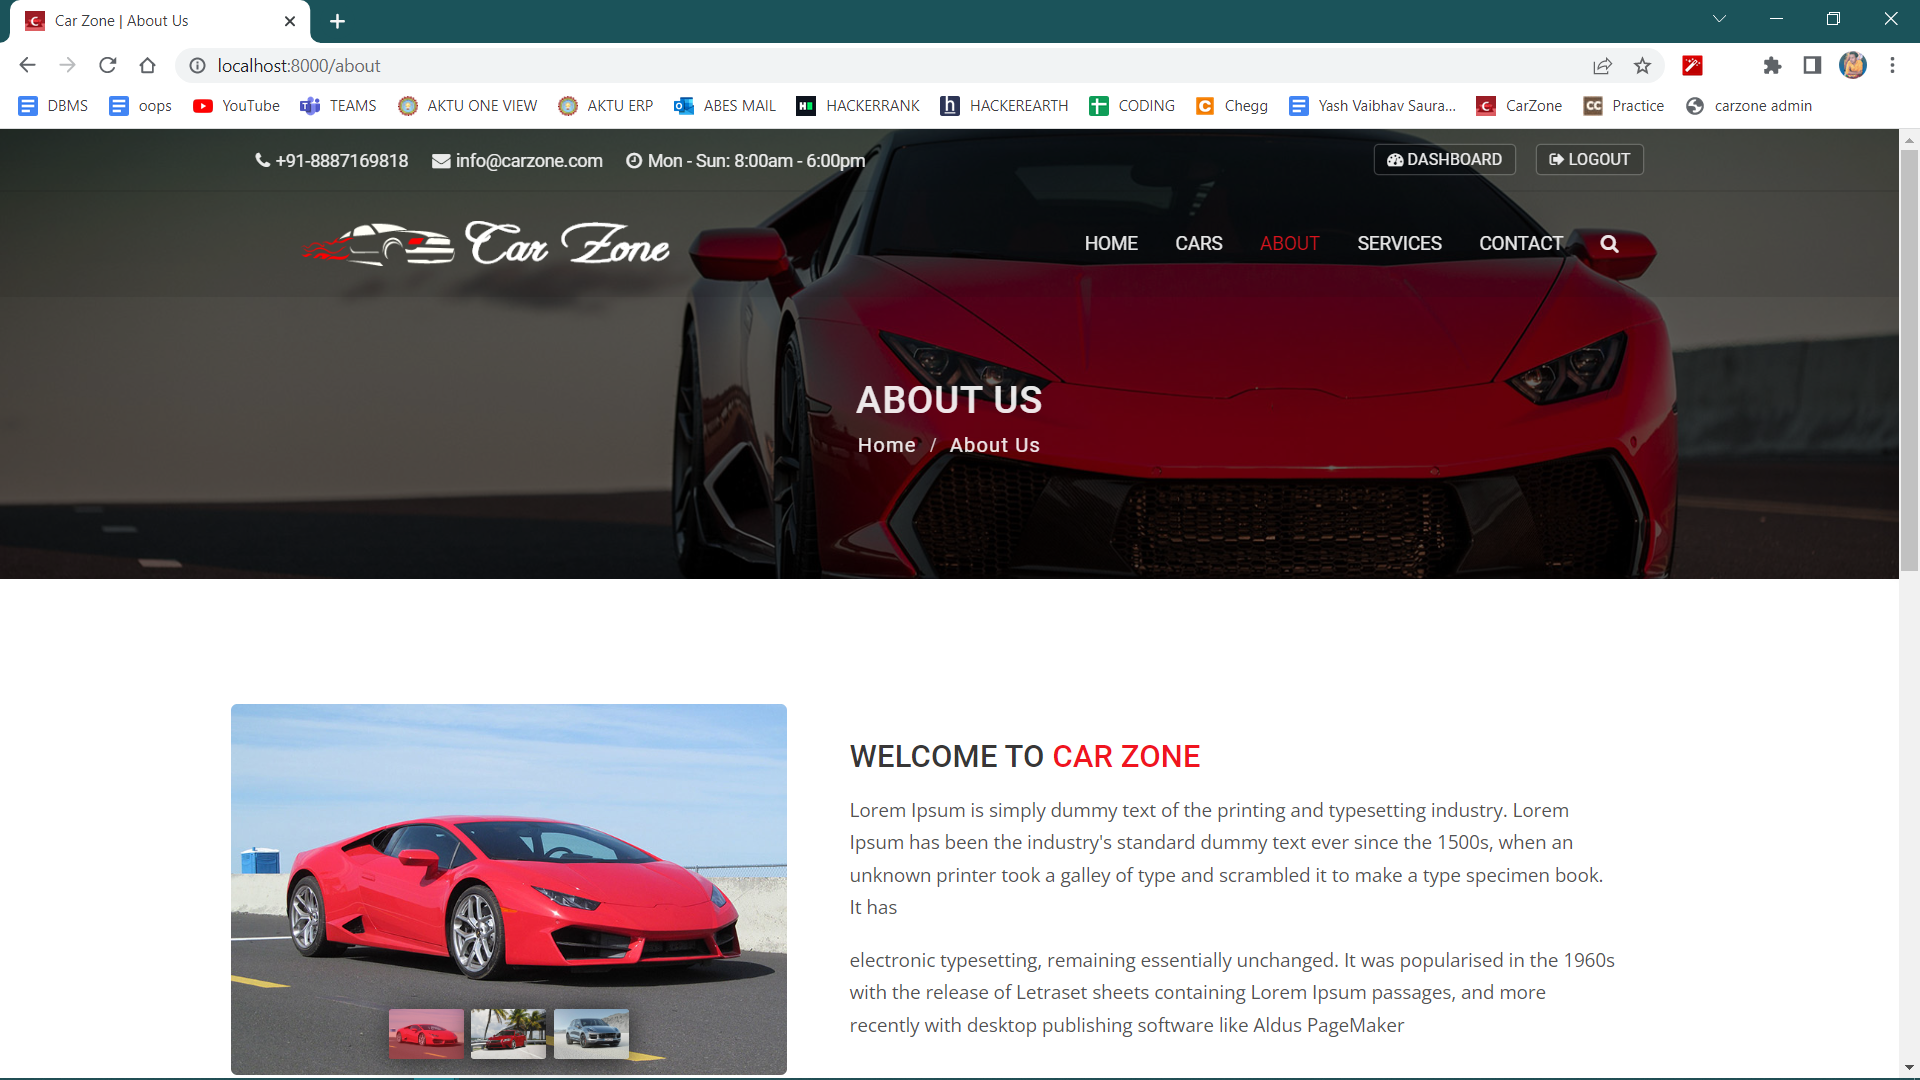 Car Zone | About Us
localhost:8000/about
DBMS oops YouTube TEAMS AKTU ONE VIEW AKTU ERP ABES MAIL HACKERRANK HACKEREARTH CODING Chegg Yash Vaibhav Saura... CarZone Practice carzone admin
+91-8887169818 info@carzone.com Mon - Sun: 8:00am - 6:00pm DASHBOARD LOGOUT
Car Zone HOME CARS ABOUT SERVICES CONTACT
ABOUT US
Home / About Us
WELCOME TO CAR ZONE
Lorem Ipsum is simply dummy text of the printing and typesetting industry. Lorem
Ipsum has been the industry's standard dummy text ever since the 1500s, when an
unknown printer took a galley of type and scrambled it to make a type specimen book.
It has
electronic typesetting, remaining essentially unchanged. It was popularised in the 1960s
with the release of Letraset sheets containing Lorem Ipsum passages, and more
recently with desktop publishing software like Aldus PageMaker